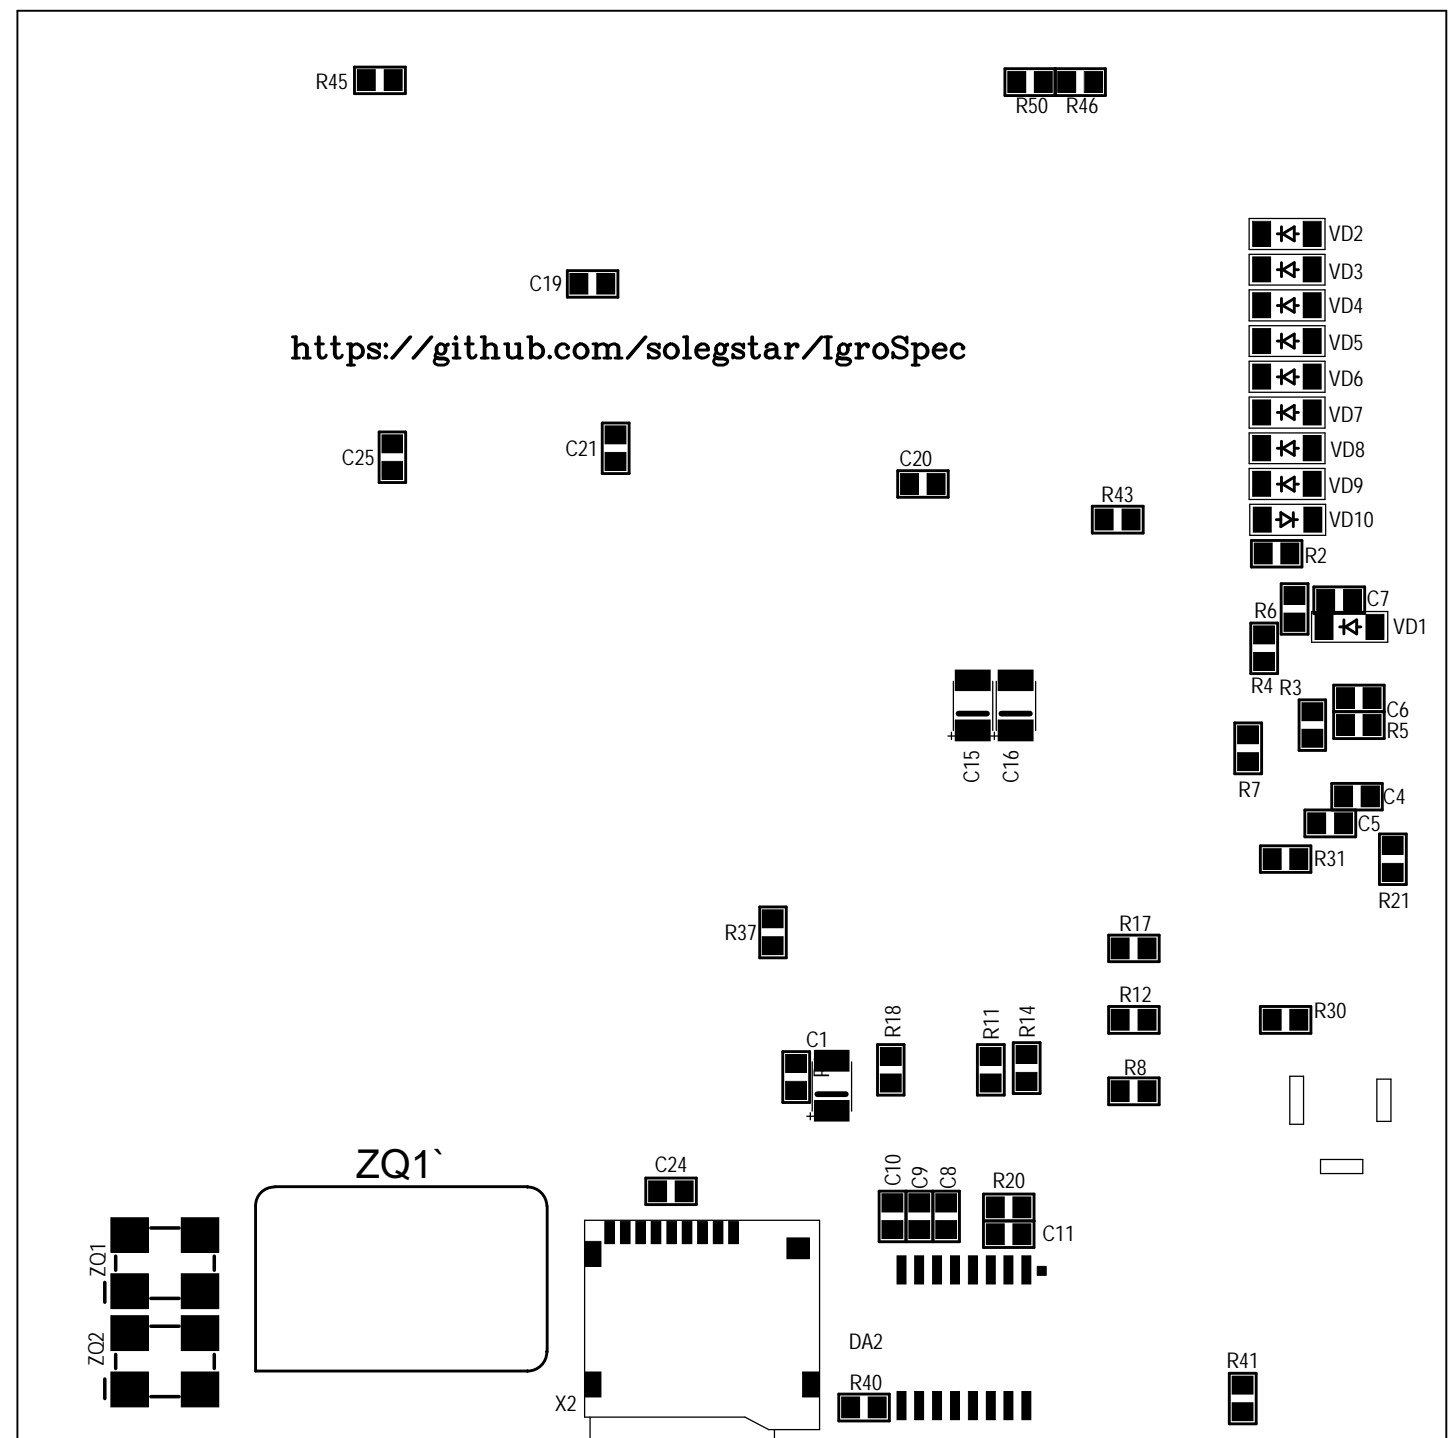 R45
R50 R46
VD2
C19
VD3
VD4
https://github.com/solegstar/IgroSpec
VD5
VD6
VD7
C25
C21
C20
VD8
VD9
R43
VD10
R2
R6
C7
VD1
R4
R3
C6
R5
C15
C16
R7
C4
C5
R31
R21
R37
R17
R18
R11
R14
R12
R30
C1
R8
ZQ1`
C24
C10
C9
C8
R20
C11
ZQ1
ZQ2
DA2
R41
R40
X2